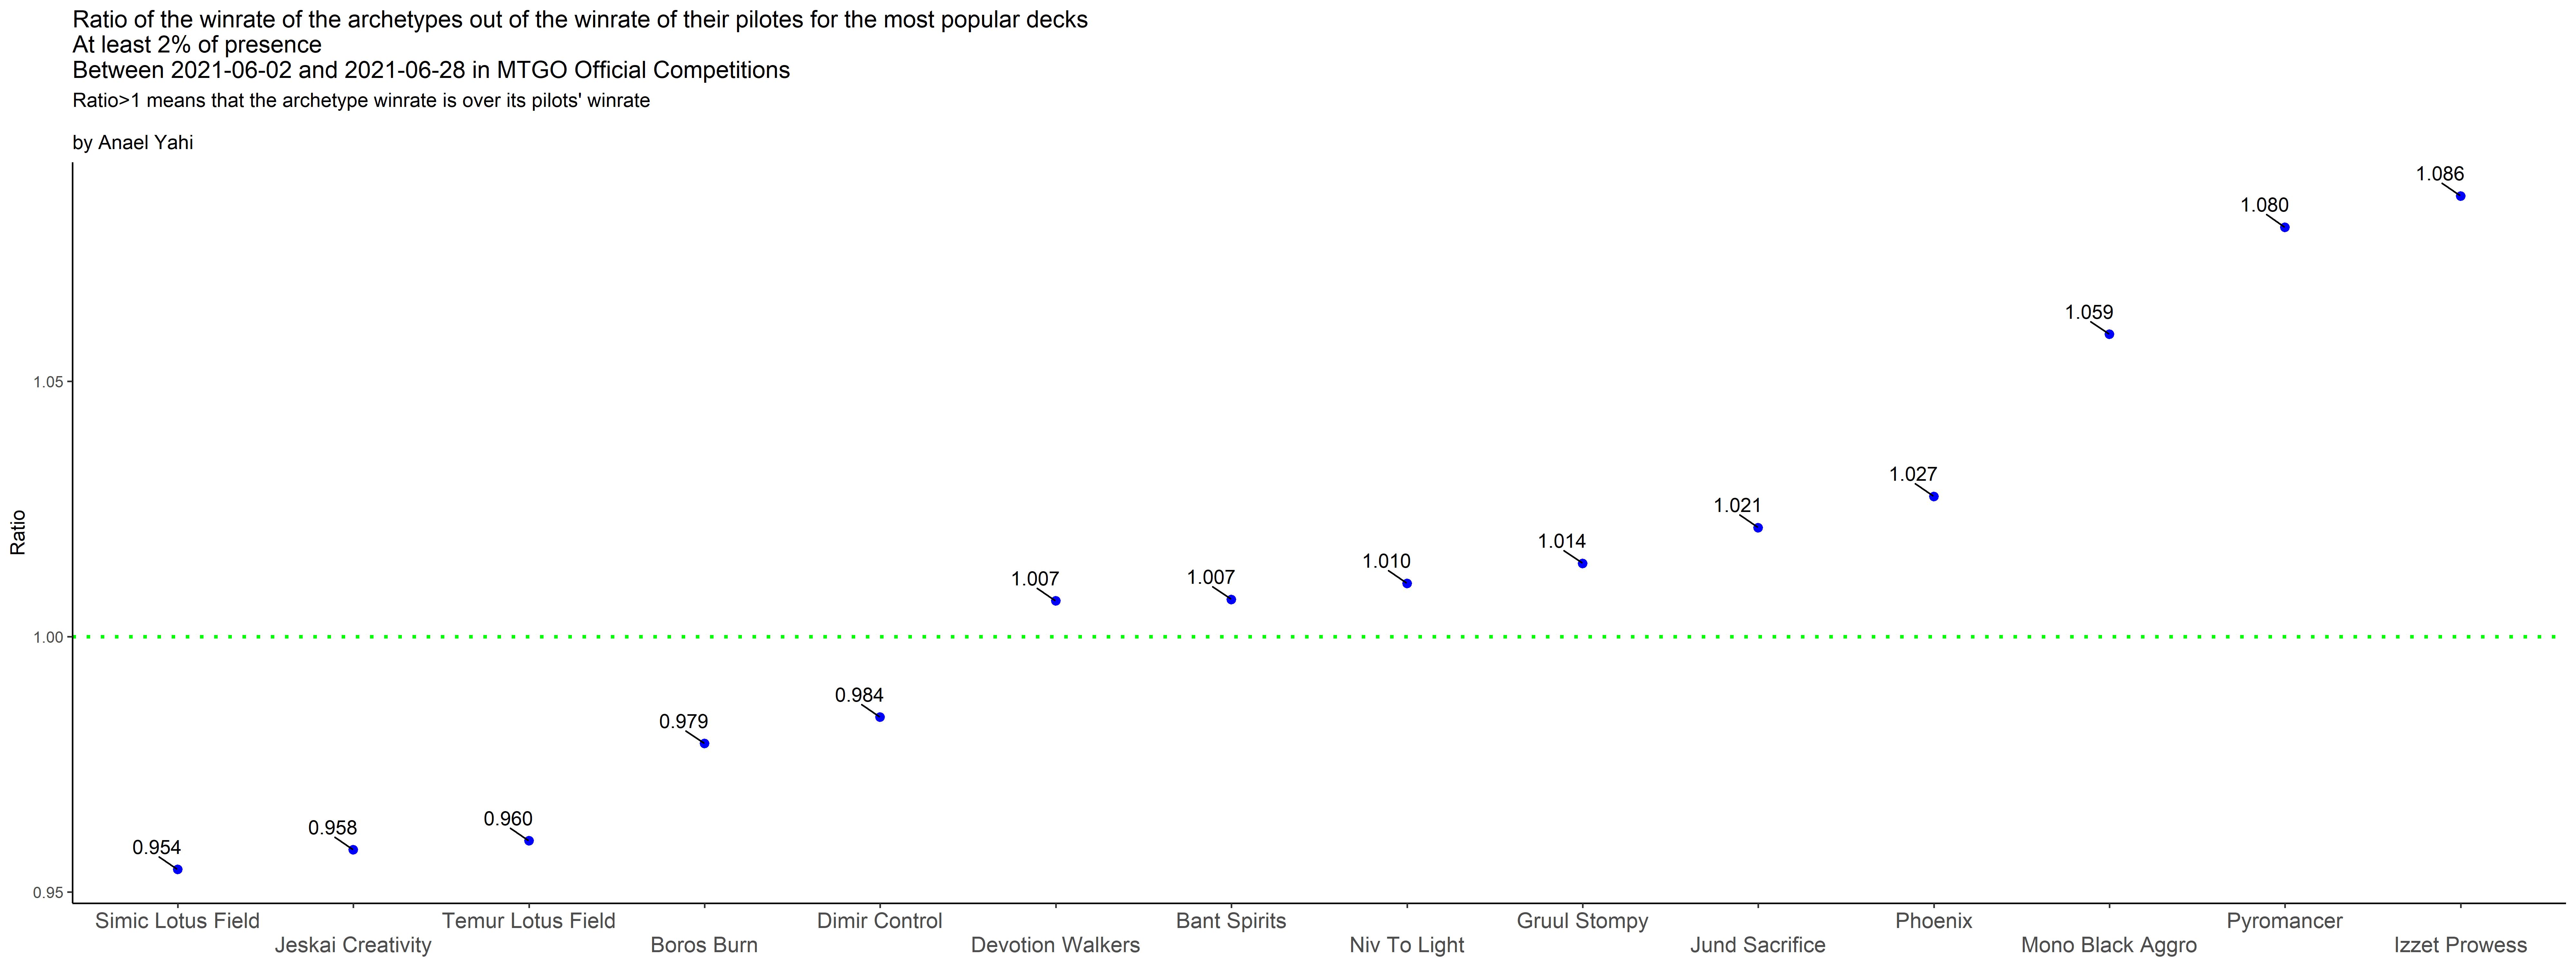 Ratio of the winrate of the archetypes out of the winrate of their pilotes for the most popular decks
At least 2% of presence
Between 2021-06-02 and 2021-06-28 in MTGO Official Competitions
Ratio>1 means that the archetype winrate is over its pilots' winrate
by Anael Yahi
1.086
1.080
1.059
1.05
1.027
1.021
1.014
1.010
1.007
1.007
Ratio
1.00
0.984
0.979
0.960
0.958
0.954
0.95
Simic Lotus Field
Jeskai Creativity
Temur Lotus Field
Boros Burn
Dimir Control
Devotion Walkers
Bant Spirits
Niv To Light
Gruul Stompy
Jund Sacrifice
Phoenix
Mono Black Aggro
Pyromancer
Izzet Prowess